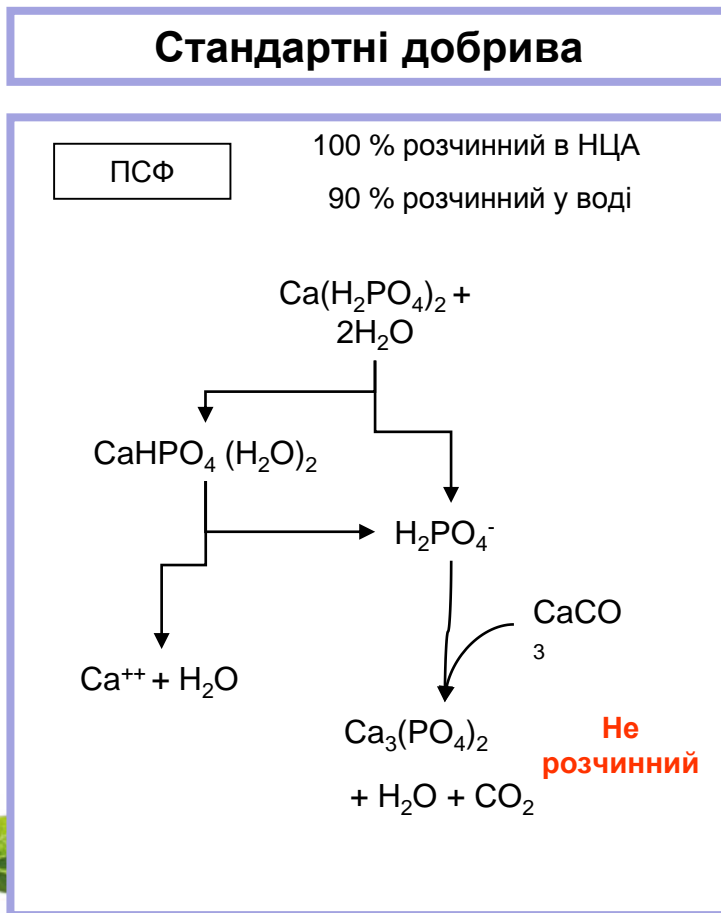 Стандартні добрива
ПСФ
100 % розчинний в НЦА
90 % розчинний у воді
Ca(H₂PO₄)₂ +
2H₂O
CaHPO₄ (H₂O)₂
H₂PO₄⁻
CaCO
₃
Ca⁺⁺ + H₂O
Ca₃(PO₄)₂
Не
розчинний
+ H₂O + CO₂